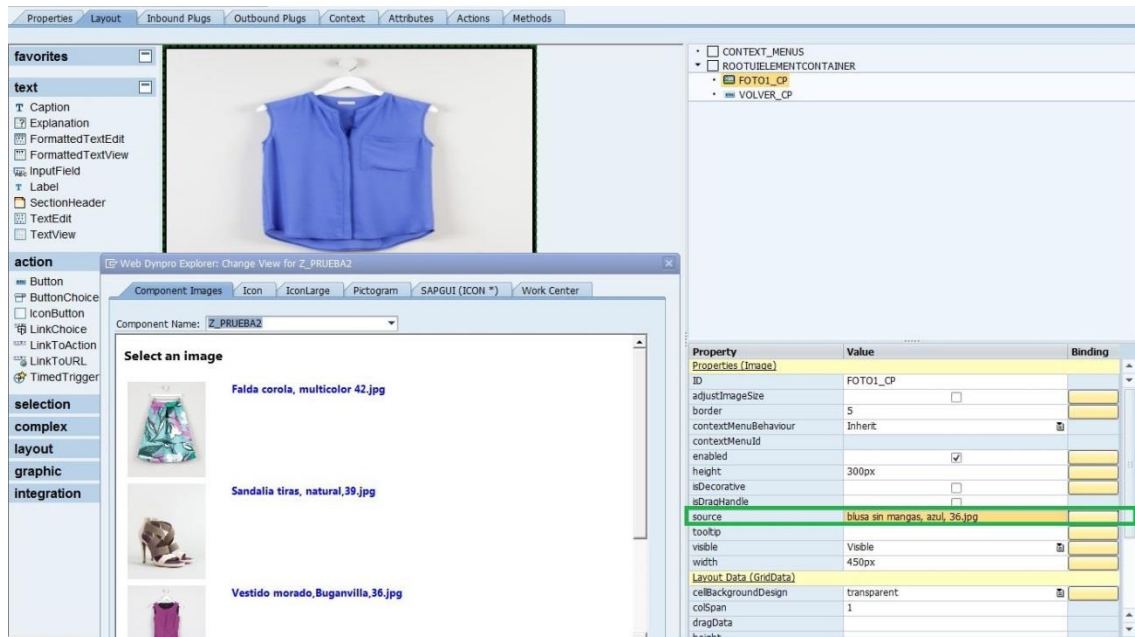 Properties Layout Inbound Plugs Outbound Plugs Context Attributes Actions Methods
favorites
text
Caption
Explanation
FormattedTextEdit
FormattedTextView
InputField
Label
SectionHeader
TextEdit
TextView
action
Button
ButtonChoice
IconButton
LinkChoice
LinkToAction
LinkToURL
TimedTrigger
selection
complex
layout
graphic
integration
Web Dynpro Explorer: Change View for Z_PRUEBA2
Component Images Icon IconLarge Pictogram SAPGUI (ICON *) Work Center
Component Name: Z_PRUEBA2
Select an image
Falda corola, multicolor 42.jpg
Sandalia tiras, natural,39.jpg
Vestido morado,Buganvilla,36.jpg
CONTEXT_MENUS
ROOTUIELEMENTCONTAINER
FOTO1_CP
VOLVER_CP
Property Value Binding
Properties (Image)
ID FOTO1_CP
adjustImageSize
border 5
contextMenuBehaviour Inherit
contextMenuId
enabled
height 300px
isDecorative
isDragHandle
source blusa sin mangas, azul, 36.jpg
tooltip
visible Visible
width 450px
Layout Data (GridData)
cellBackgroundDesign transparent
colSpan 1
dragData
height